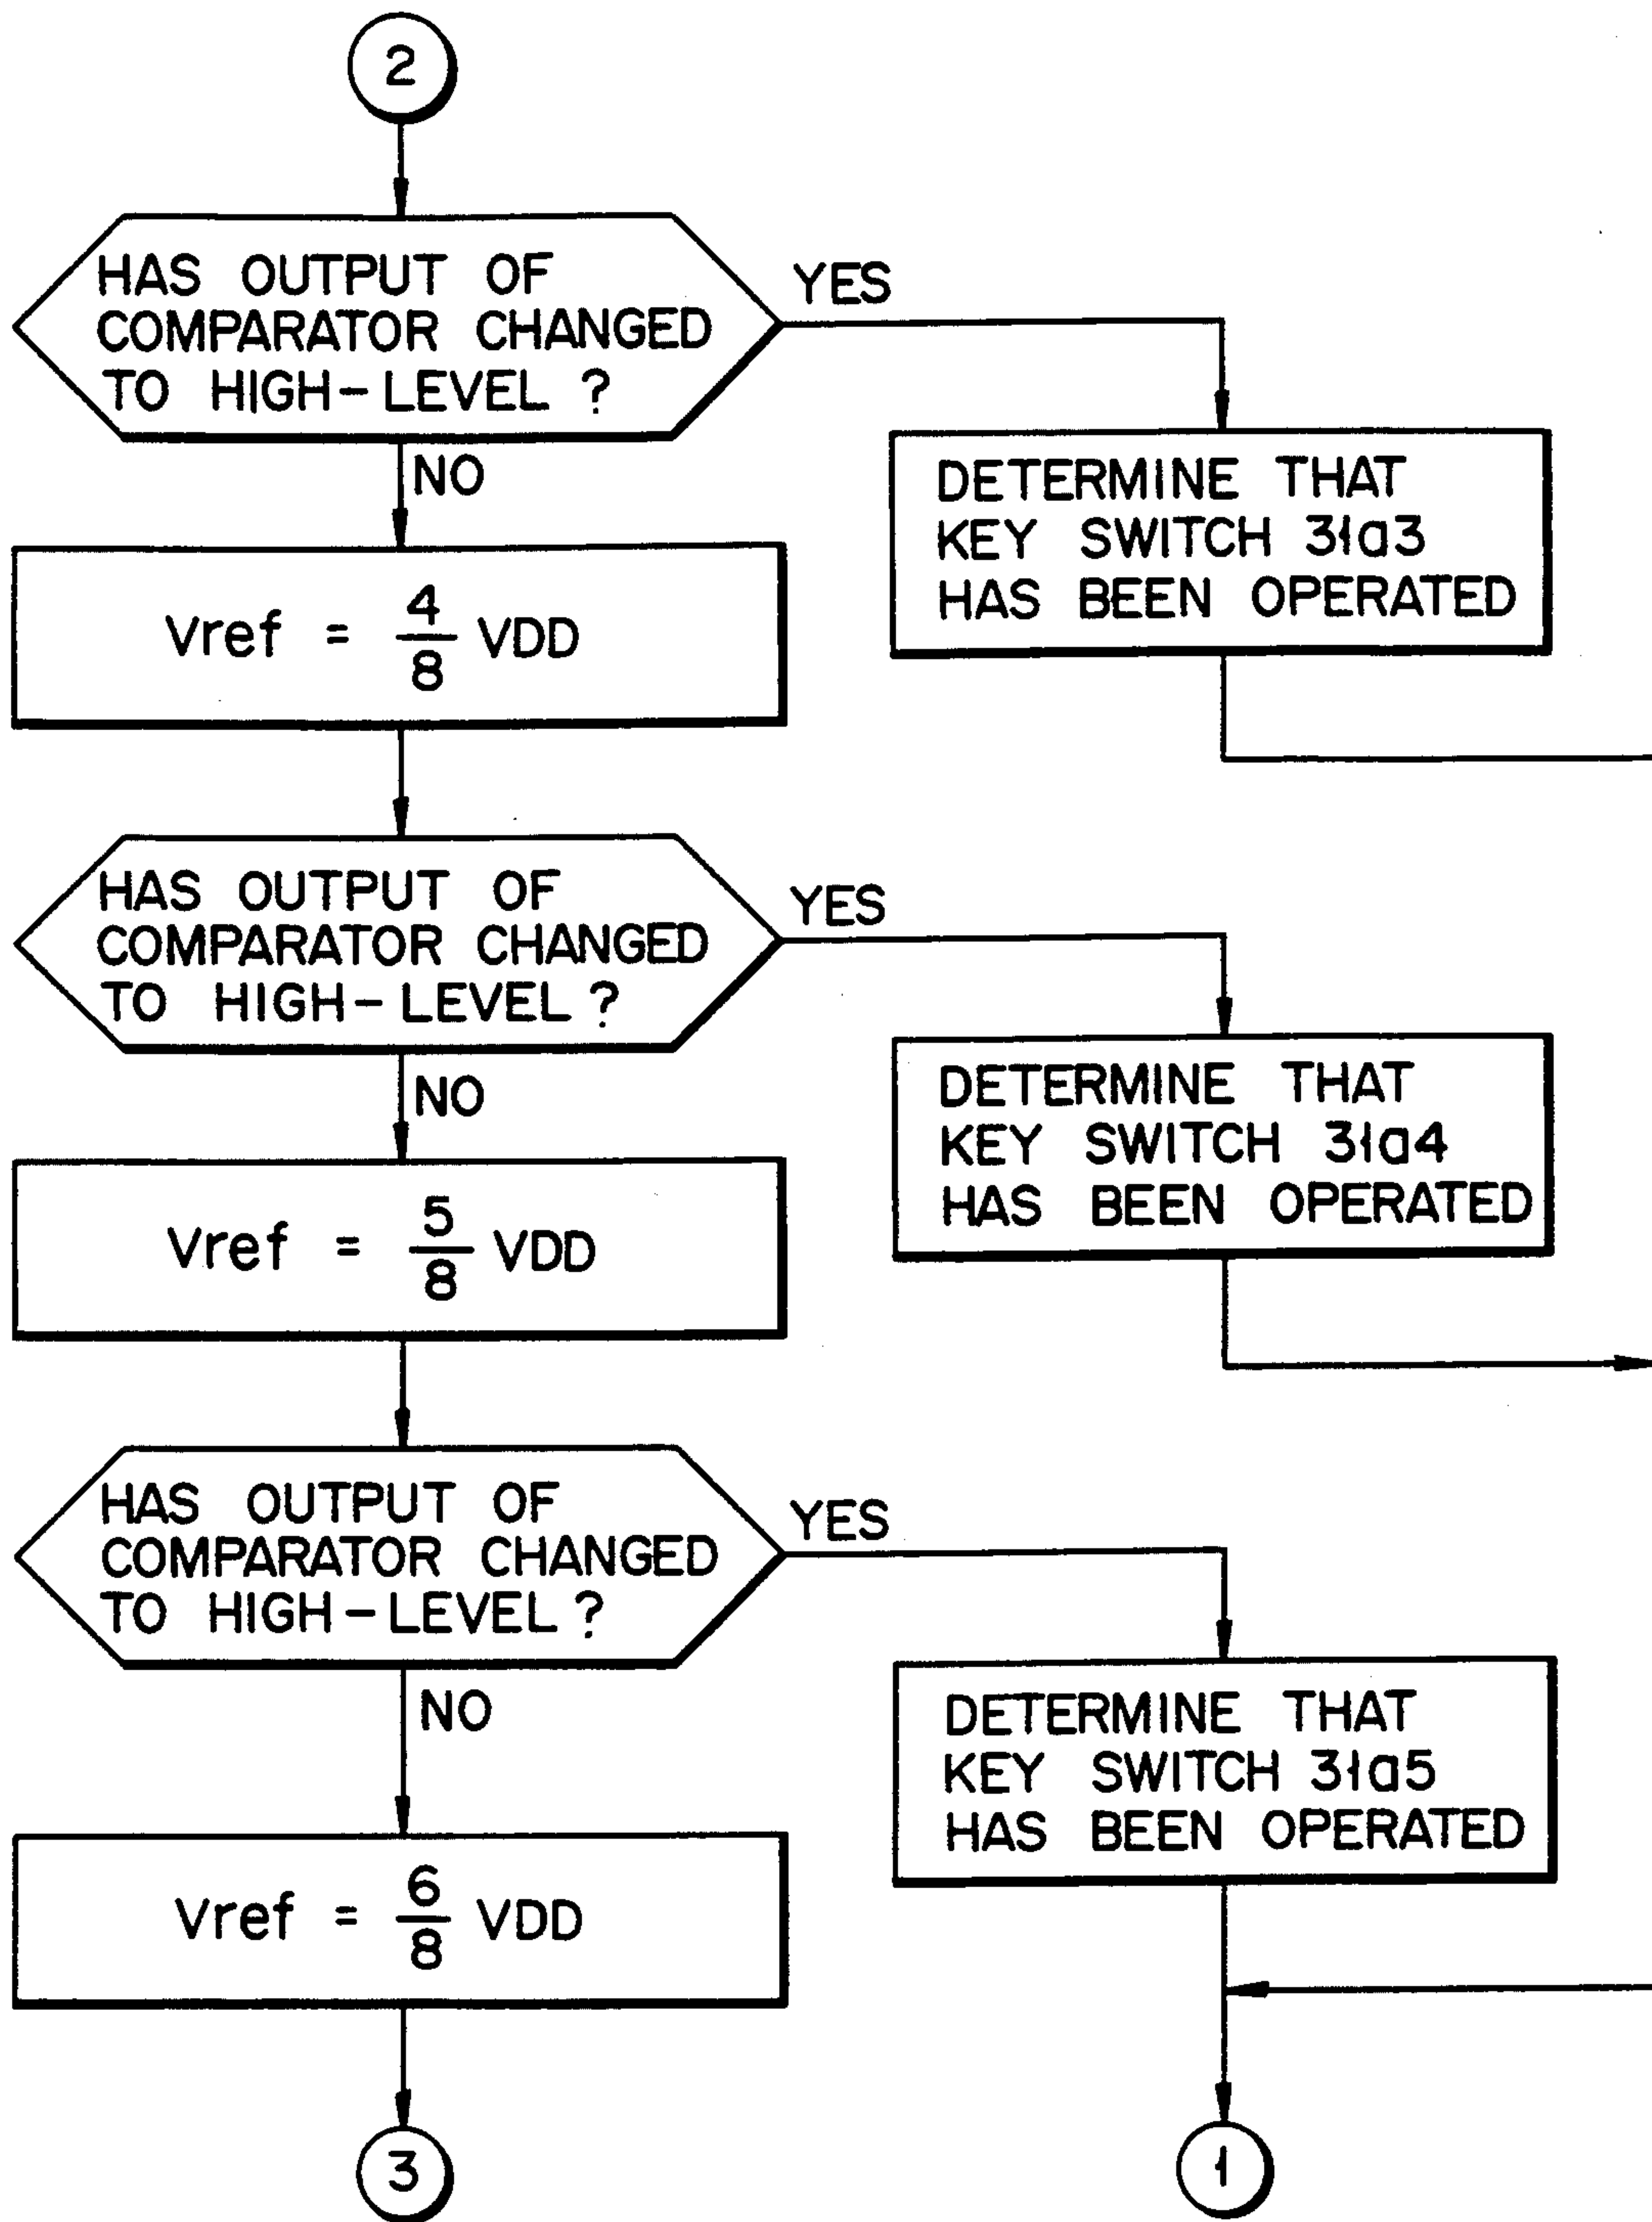 2
HAS OUTPUT OF
COMPARATOR CHANGED
TO HIGH-LEVEL ?
YES
NO
DETERMINE THAT
KEY SWITCH 31a3
HAS BEEN OPERATED
Vref = 4/8 VDD
HAS OUTPUT OF
COMPARATOR CHANGED
TO HIGH-LEVEL ?
YES
NO
DETERMINE THAT
KEY SWITCH 31a4
HAS BEEN OPERATED
Vref = 5/8 VDD
HAS OUTPUT OF
COMPARATOR CHANGED
TO HIGH-LEVEL ?
YES
NO
DETERMINE THAT
KEY SWITCH 31a5
HAS BEEN OPERATED
Vref = 6/8 VDD
3
1